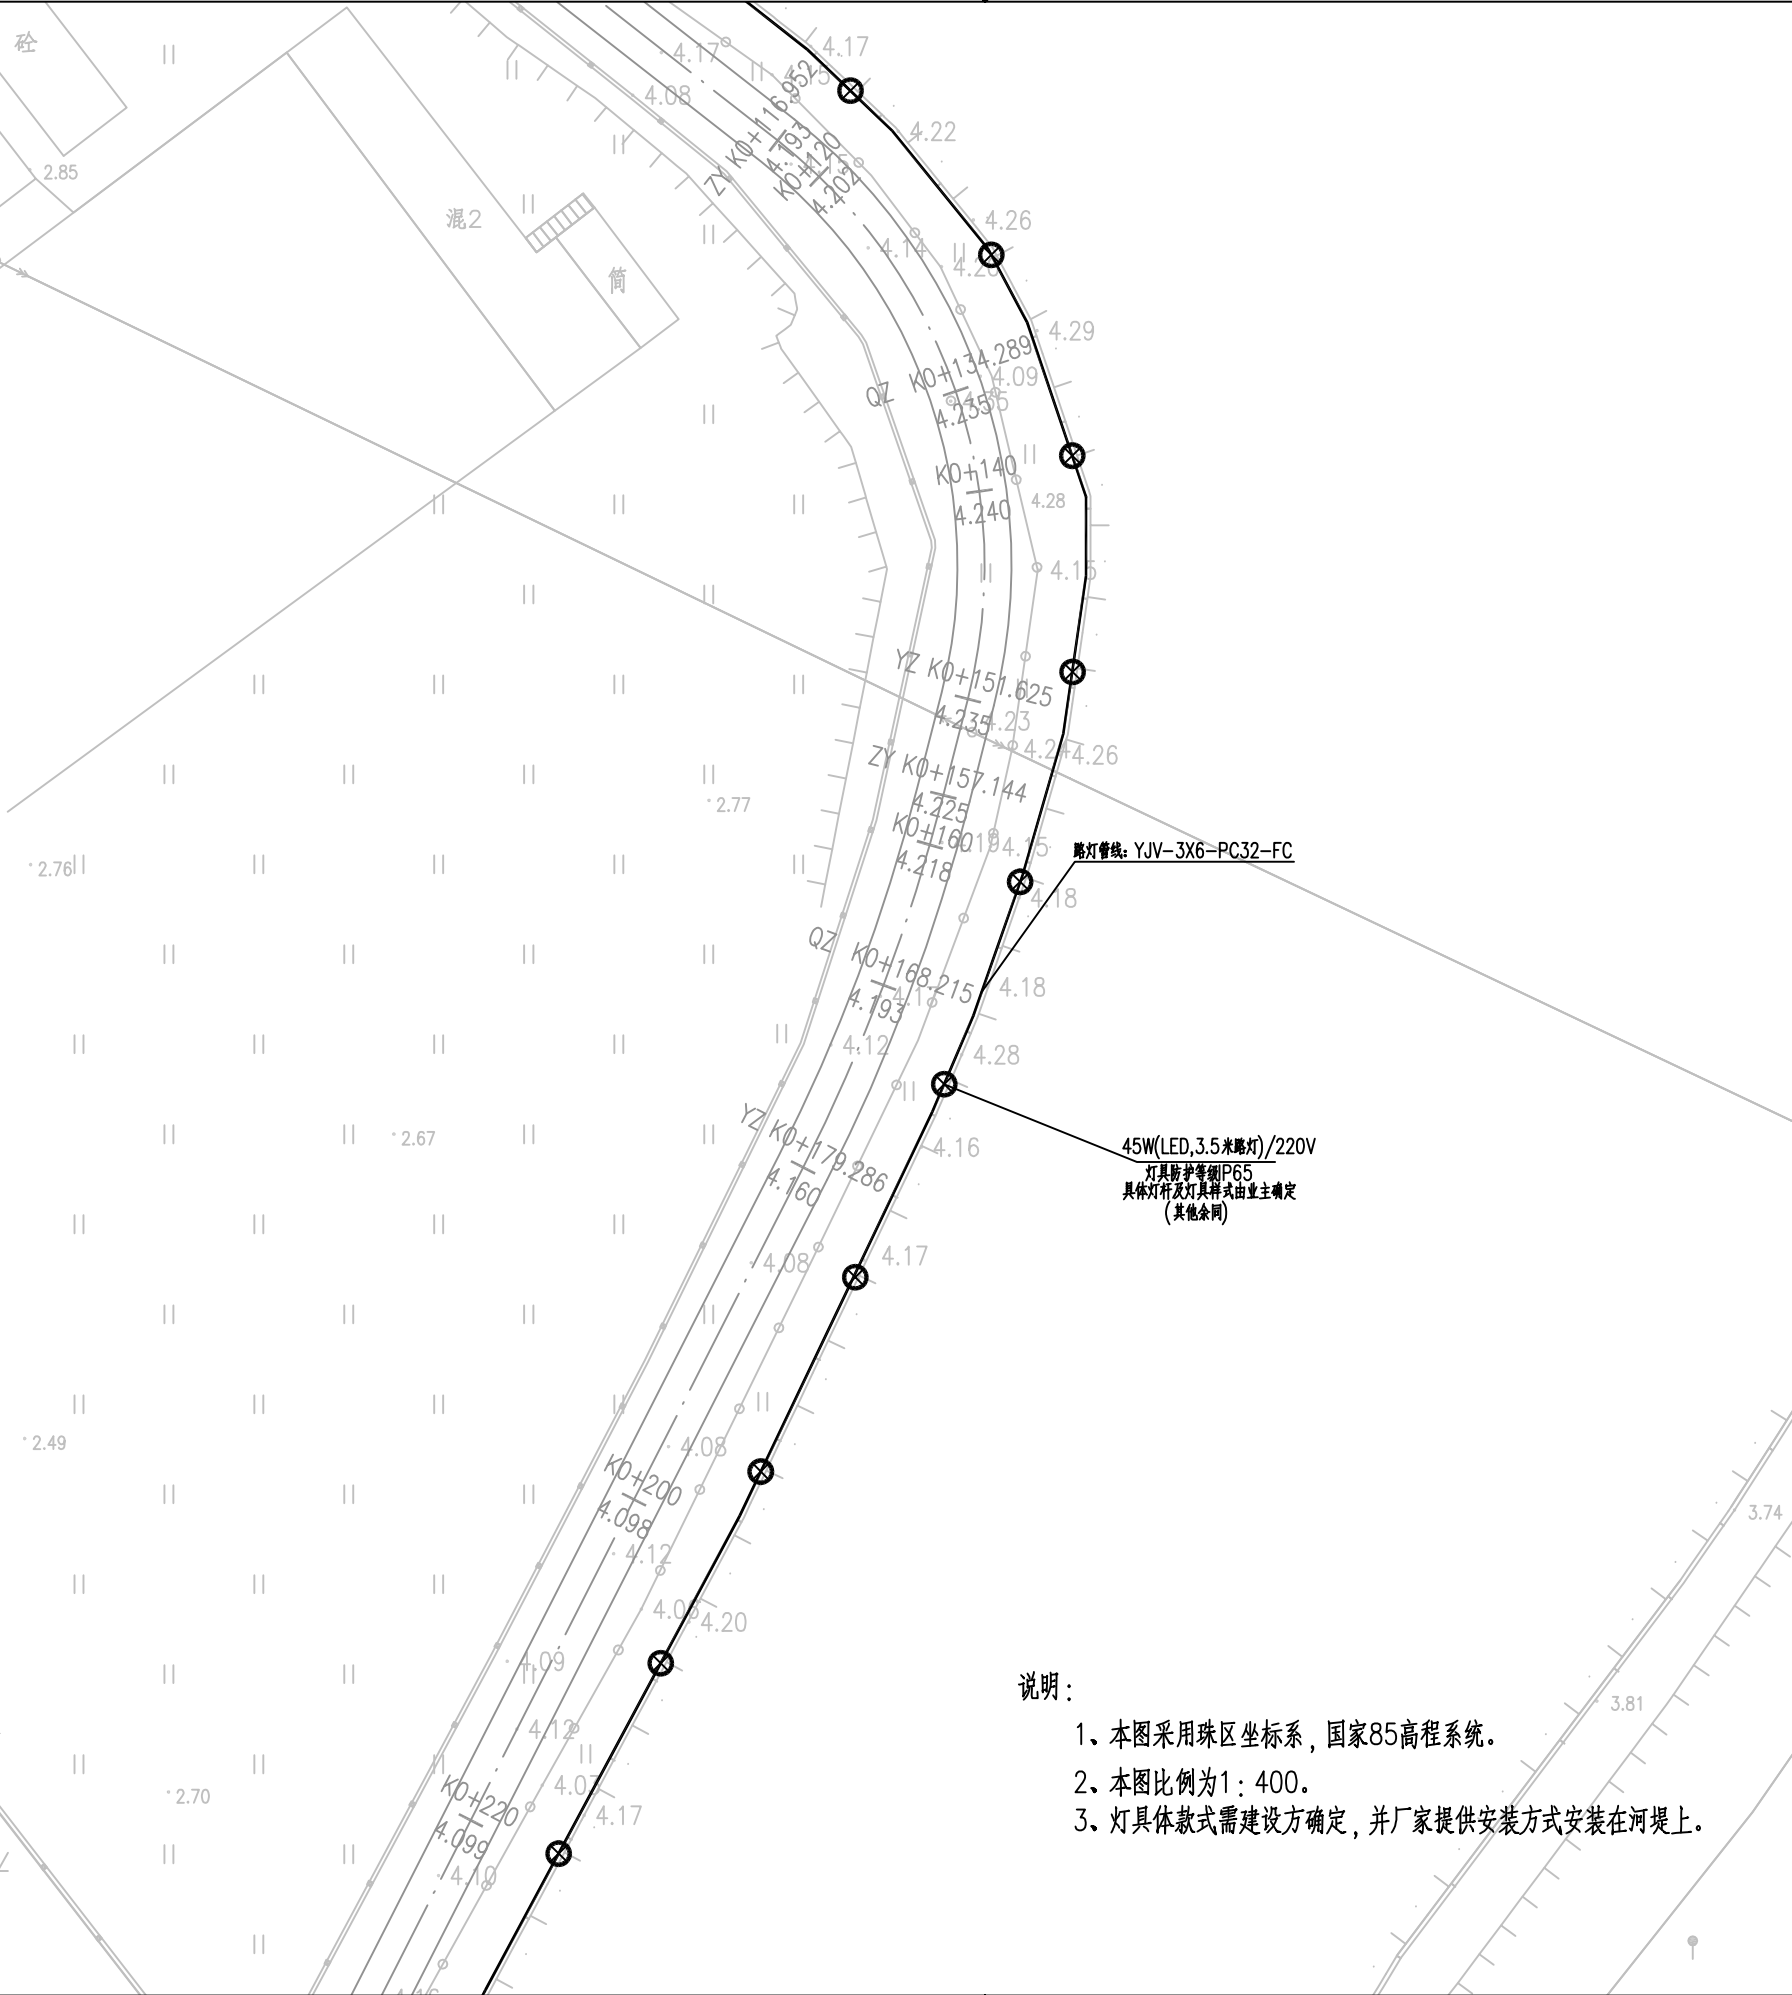 砼
4.17
4.17
4.15
4.08
ZY K0+116.952
4.193
K0+120
4.202
4.15
4.22
2.85
混2
简
4.26
4.14
4.29
QZ K0+134.289
4.235
4.09
K0+140
4.240
4.28
4.15
YZ K0+151.625
4.235
4.23
4.24
4.26
ZY K0+157.144
4.225
2.77
K0+160
4.218
4.15
路灯管线: YJV-3X6-PC32-FC
2.76
4.18
QZ K0+168.215
4.193
4.18
4.12
4.28
2.67
YZ K0+179.286
4.160
4.16
45W(LED,3.5米路灯)/220V
灯具防护等级IP65
具体灯杆及灯具样式由业主确定
(其他余同)
4.08
4.17
2.49
4.08
K0+200
4.098
3.74
4.12
4.20
4.09
说明:
3.81
4.12
1、本图采用珠区坐标系,国家85高程系统。
4.07
2、本图比例为1: 400。
2.70
K0+220
4.099
4.17
3、灯具体款式需建设方确定,并厂家提供安装方式安装在河堤上。
4.10